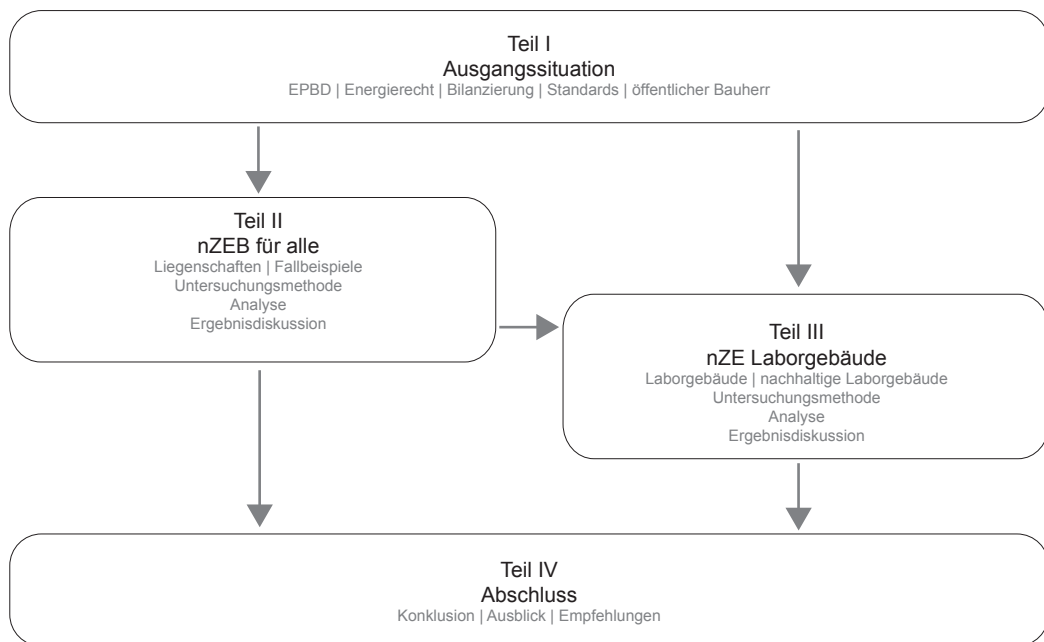 Teil I
Ausgangssituation
EPBD | Energierecht | Bilanzierung | Standards | öffentlicher Bauherr
Teil II
nZEB für alle
Liegenschaften | Fallbeispiele
Untersuchungsmethode
Analyse
Ergebnisdiskussion
Teil III
nZE Laborgebäude
Laborgebäude | nachhaltige Laborgebäude
Untersuchungsmethode
Analyse
Ergebnisdiskussion
Teil IV
Abschluss
Konklusion | Ausblick | Empfehlungen